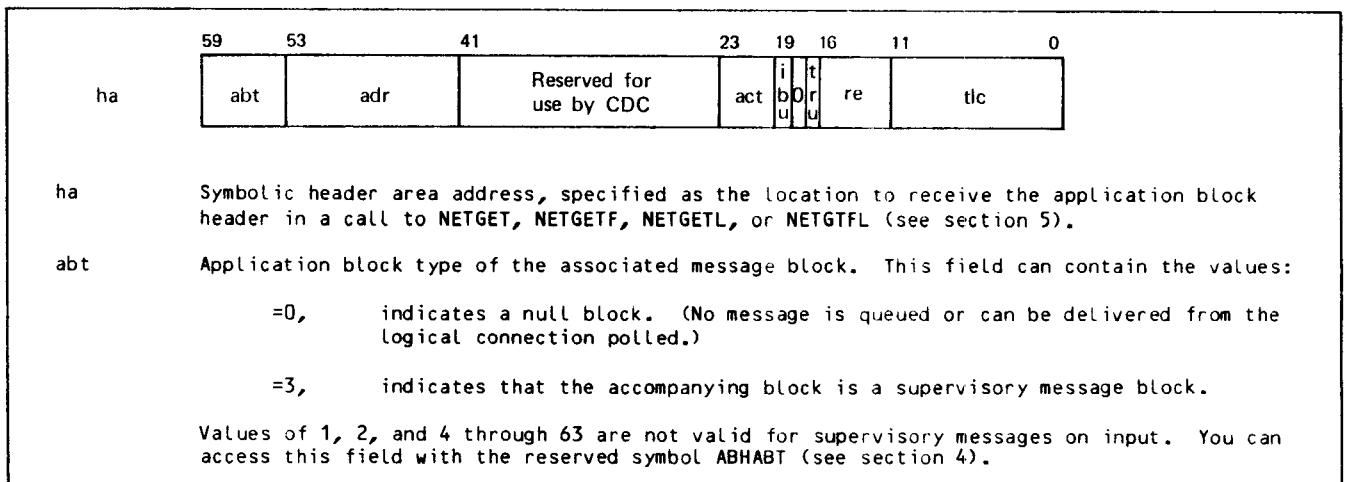 59 53 41 23 19 16 11 0
ha abt adr Reserved for use by CDC act ibu 0 tru re tlc
ha Symbolic header area address, specified as the location to receive the application block
header in a call to NETGET, NETGETF, NETGETL, or NETGTFL (see section 5).
abt Application block type of the associated message block. This field can contain the values:
=0, indicates a null block. (No message is queued or can be delivered from the
logical connection polled.)
=3, indicates that the accompanying block is a supervisory message block.
Values of 1, 2, and 4 through 63 are not valid for supervisory messages on input. You can
access this field with the reserved symbol ABHABT (see section 4).